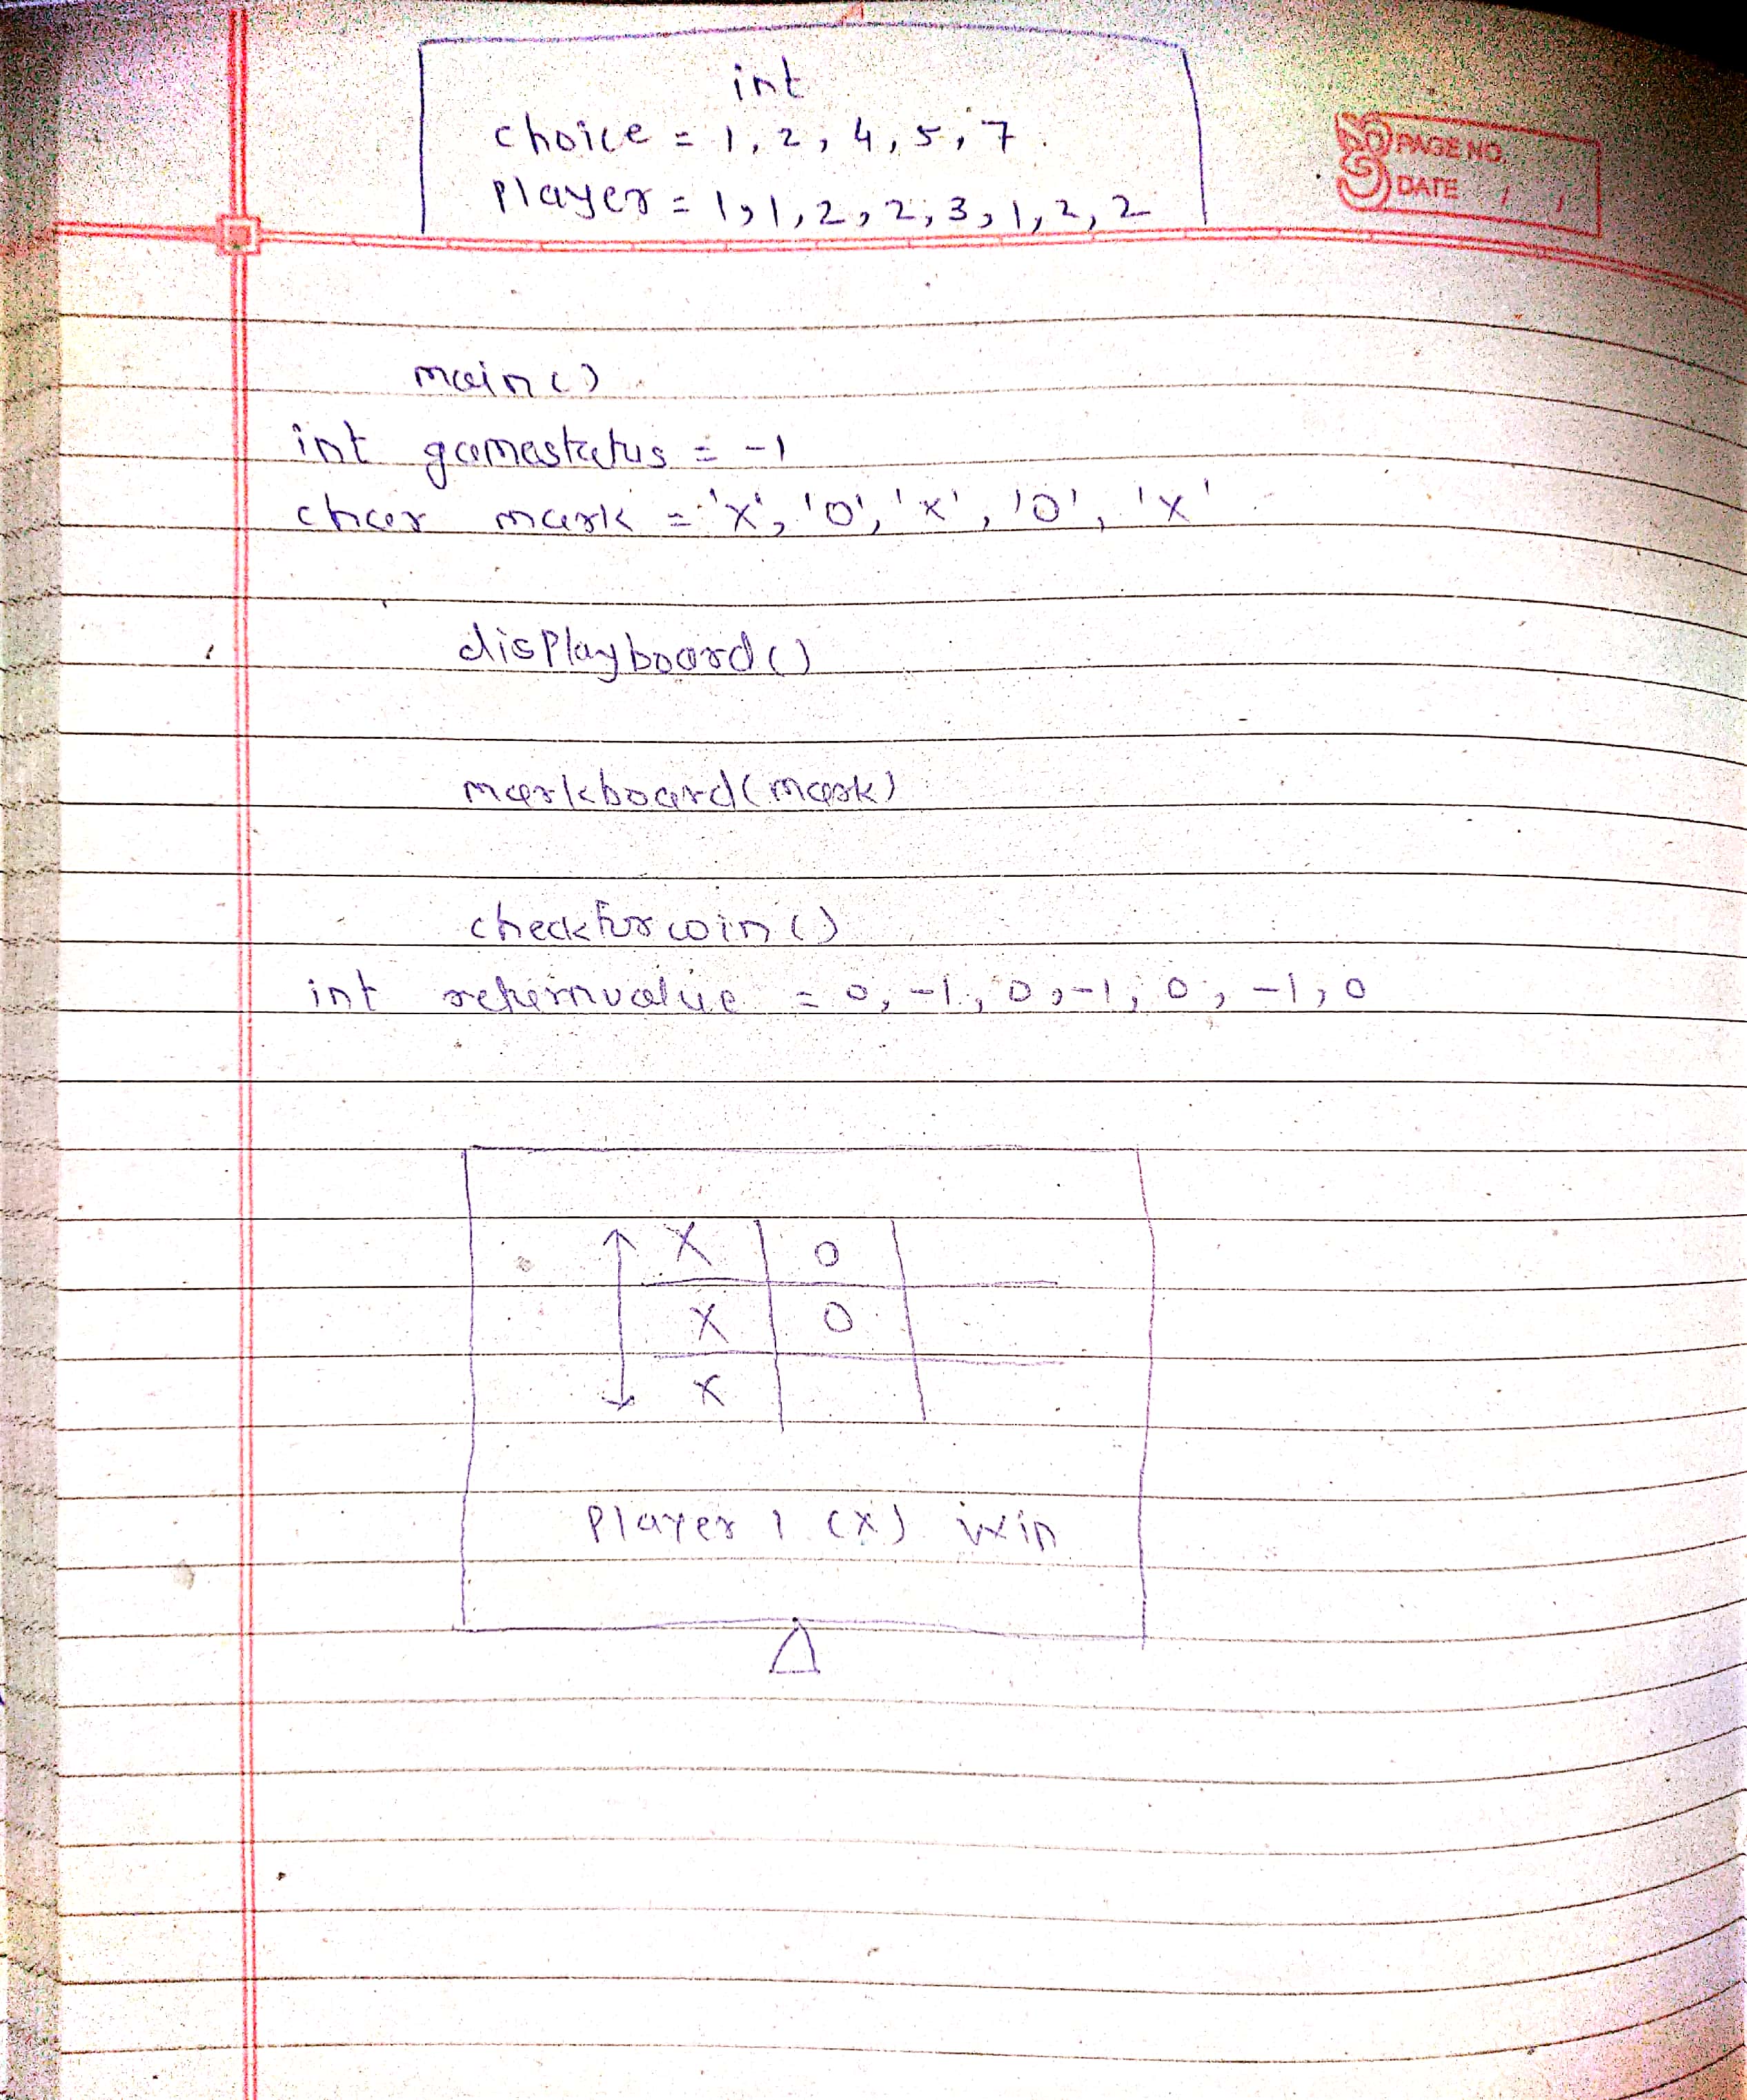 int
choice = 1, 2, 4, 5, 7
Player = 1, 1, 2, 2, 3, 1, 2, 2
PAGE NO.
DATE / /
main()
int gamestatus = -1
char mark = 'X', 'O', 'X', 'O', 'X'
displayboard()
markboard(mark)
checkforwin()
int returnvalue = 0, -1, 0, -1, 0, -1, 0
X O
X O
X
Player 1 (X) win